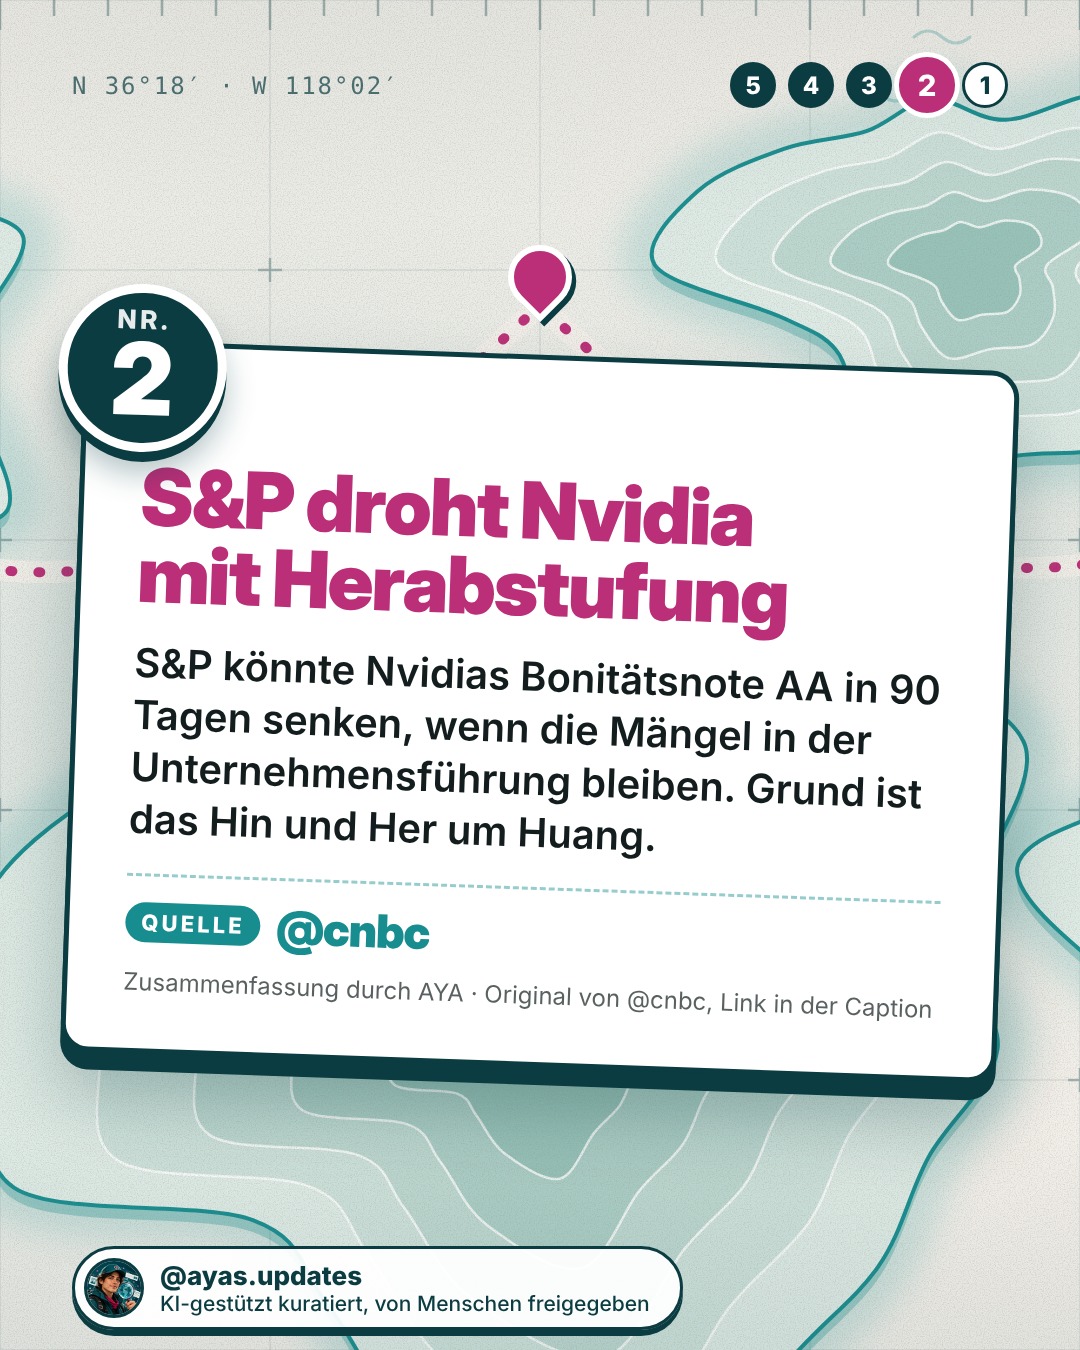 N 36°18′ · W 118°02′
5 4 3 2 1
NR.
2
S&P droht Nvidia
mit Herabstufung
S&P könnte Nvidias Bonitätsnote AA in 90
Tagen senken, wenn die Mängel in der
Unternehmensführung bleiben. Grund ist
das Hin und Her um Huang.
QUELLE @cnbc
Zusammenfassung durch AYA · Original von @cnbc, Link in der Caption
@ayas.updates
KI-gestützt kuratiert, von Menschen freigegeben